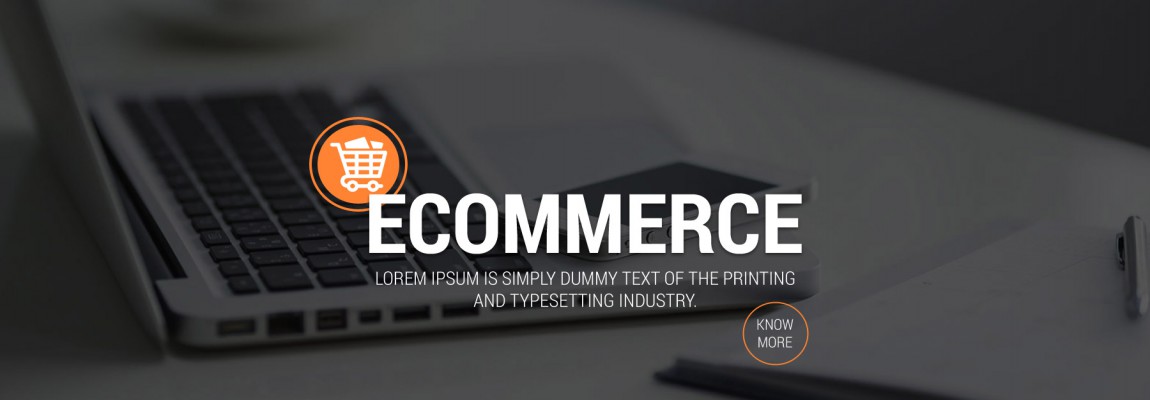 ECOMMERCE
LOREM IPSUM IS SIMPLY DUMMY TEXT OF THE PRINTING
AND TYPESETTING INDUSTRY.
KNOW
MORE